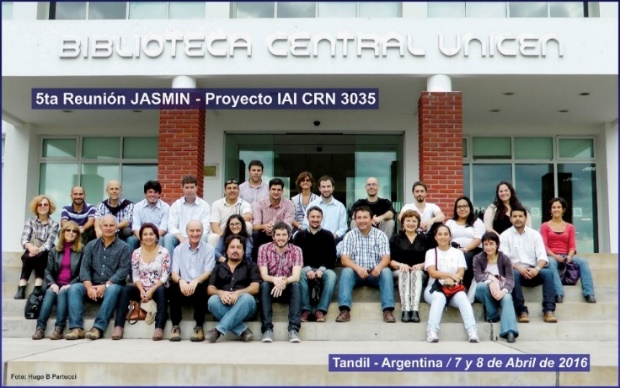 BIBLIOTECA CENTRAL UNICEN
5ta Reunión JASMIN - Proyecto IAI CRN 3035
Tandil - Argentina / 7 y 8 de Abril de 2016
Foto: Hugo B Partucci